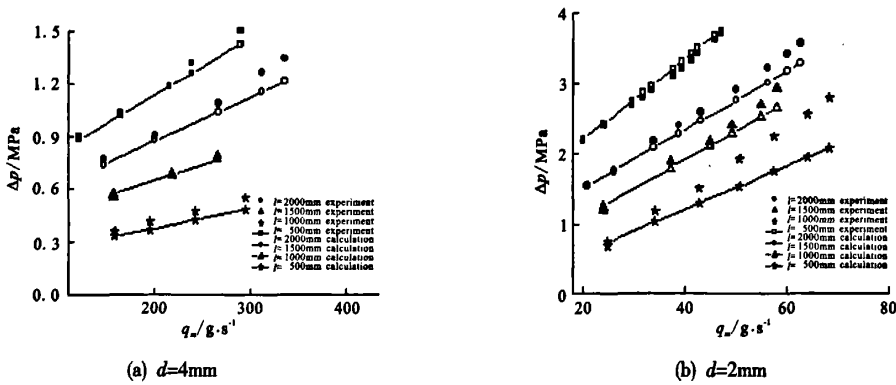 1.5
1.2
0.9
0.6
0.3
0.0
Δp/MPa
200
300
400
qm/g·s-1
l=2000mm experiment
l=1500mm experiment
l=1000mm experiment
l= 500mm experiment
l=2000mm calculation
l=1500mm calculation
l=1000mm calculation
l= 500mm calculation
(a) d=4mm
4
3
2
1
0
Δp/MPa
20
40
60
80
qm/g·s-1
l=2000mm experiment
l=1500mm experiment
l=1000mm experiment
l= 500mm experiment
l=2000mm calculation
l=1500mm calculation
l=1000mm calculation
l= 500mm calculation
(b) d=2mm